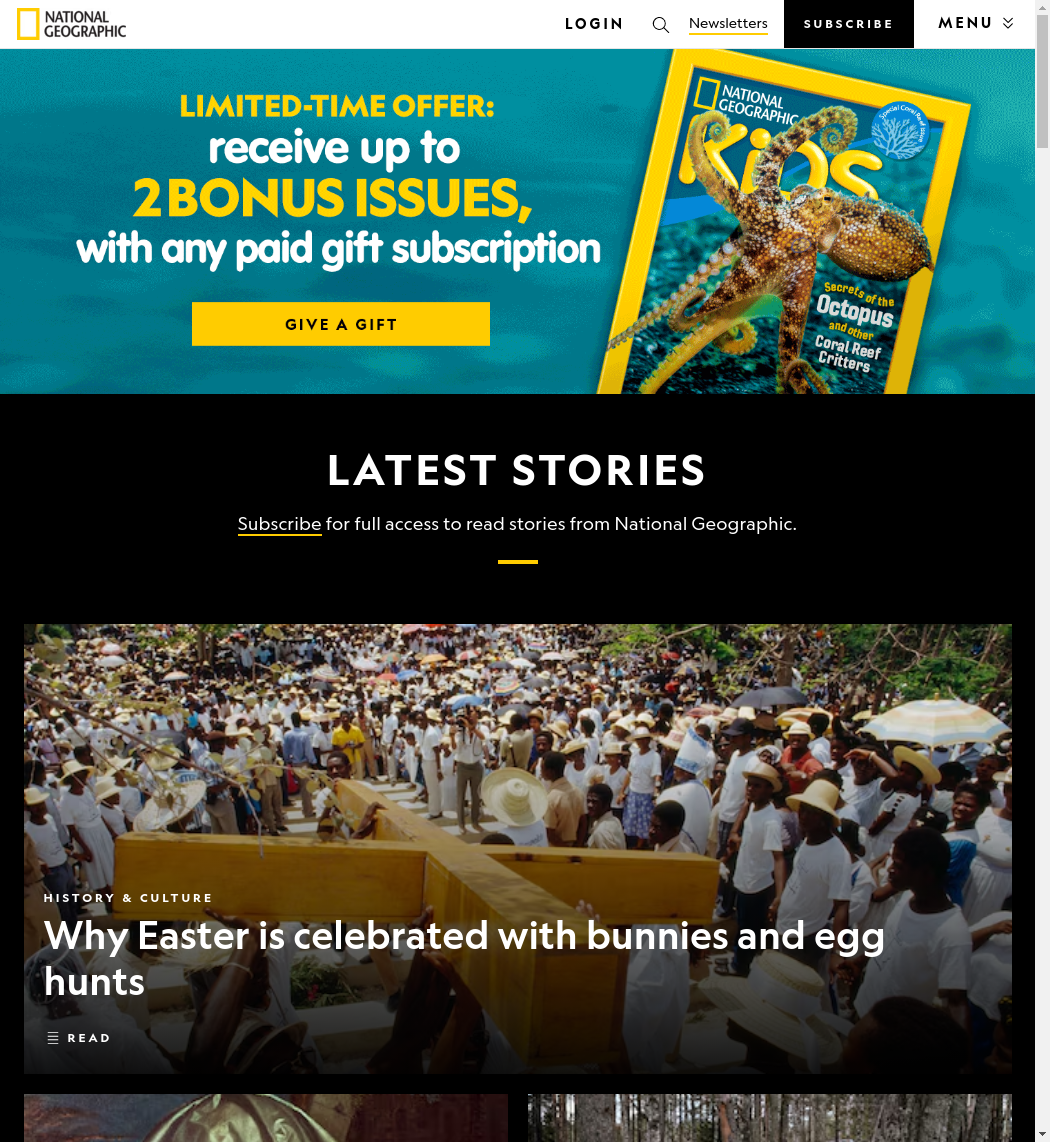 NATIONAL
GEOGRAPHIC
LOGIN
Newsletters
SUBSCRIBE
MENU
LIMITED-TIME OFFER:
receive up to
2 BONUS ISSUES,
with any paid gift subscription
GIVE A GIFT
NATIONAL
GEOGRAPHIC
KiDS
Special Coral Reef Issue
Secrets of the
Octopus
and other
Coral Reef
Critters
LATEST STORIES
Subscribe for full access to read stories from National Geographic.
HISTORY & CULTURE
Why Easter is celebrated with bunnies and egg
hunts
READ